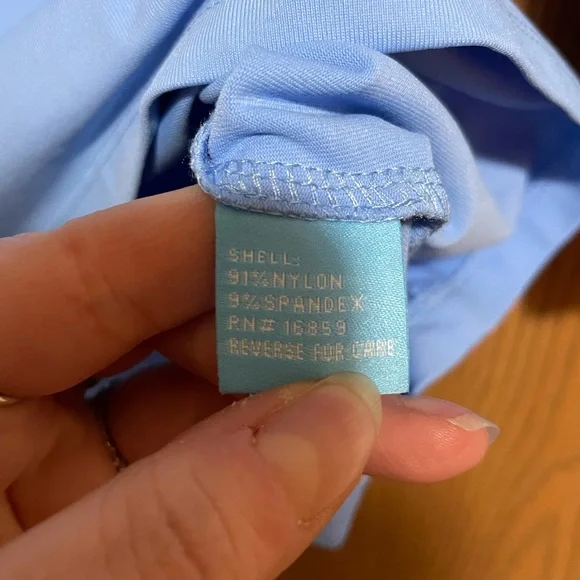 SHELL:
91% NYLON
9% SPANDEX
RN# 16859
REVERSE FOR CARE